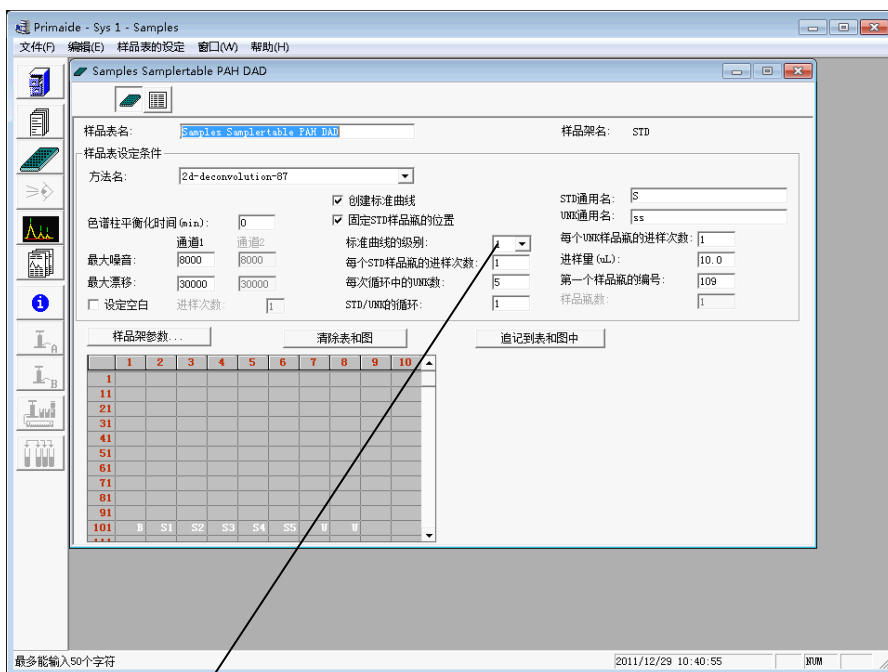 Primaide - Sys 1 - Samples
文件(F) 编辑(E) 样品表的设定 窗口(W) 帮助(H)
Samples Samplertable PAH DAD
样品表名: Samples Samplertable PAH DAD 样品架名: STD
样品表设定条件
方法名: 2d-deconvolution-87
创建标准曲线 STD通用名: S
色谱柱平衡化时间(min): 0 固定STD样品瓶的位置 UNK通用名: ss
通道1 通道2 标准曲线的级别: 每个UNK样品瓶的进样次数: 1
最大噪音: 8000 8000 每个STD样品瓶的进样次数: 1 进样量(uL): 10.0
最大漂移: 30000 30000 每次循环中的UNK数: 5 第一个样品瓶的编号: 109
设定空白 进样次数: 1 STD/UNK的循环: 1 样品瓶数: 1
样品架参数... 清除表和图 追记到表和图中
1 2 3 4 5 6 7 8 9 10
1
11
21
31
41
51
61
71
81
91
101 B S1 S2 S3 S4 S5 U U
A
B
最多能输入50个字符 2011/12/29 10:40:55 NUM